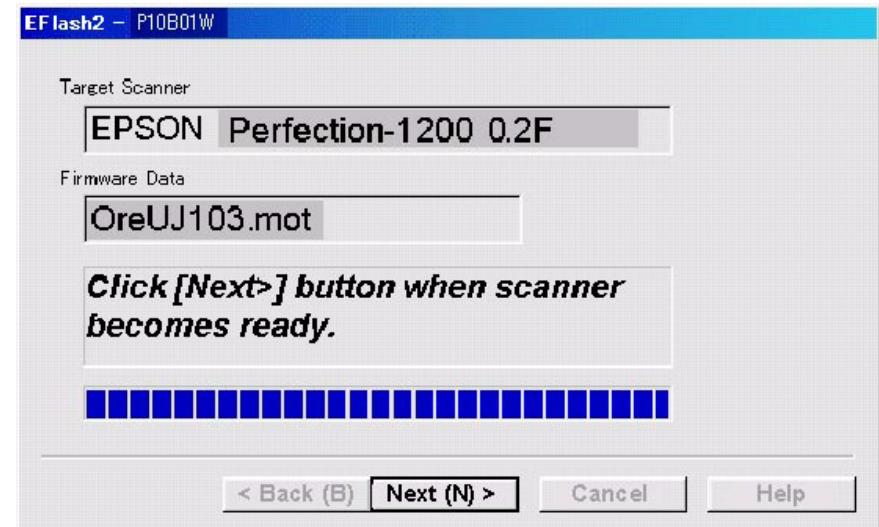 EFlash2 - P10B01W
Target Scanner
EPSON Perfection-1200 0.2F
Firmware Data
OreUJ103.mot
Click [Next>] button when scanner
becomes ready.
< Back (B) Next (N) > Cancel Help